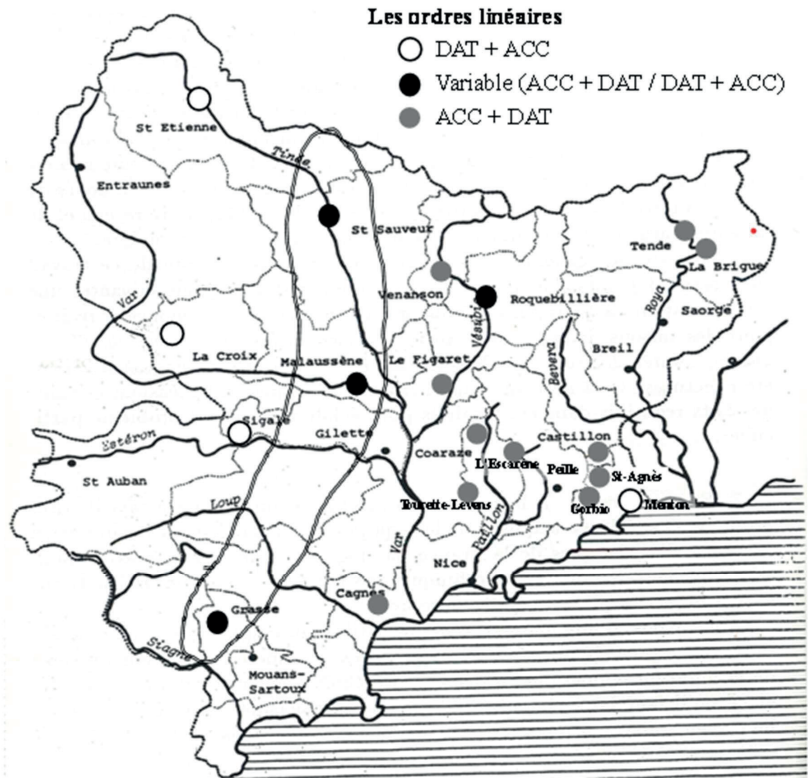 Les ordres linéaires
DAT + ACC
Variable (ACC + DAT / DAT + ACC)
ACC + DAT
St Etienne
Tinée
Entraunes
St Sauveur
Tende
La Brigue
Venanson
Roquebillière
Roya
Saorge
Var
Vésubie
La Croix
Malaussène
Le Figaret
Bevera
Breil
Sigale
Gilette
Estéron
Coaraze
Castillon
L'Escarène
Peille
St-Agnès
St Auban
Loup
Tourette-Levens
Gorbio
Menton
Var
Paillon
Nice
Cagnes
Grasse
Siagne
Mouans-
Sartoux